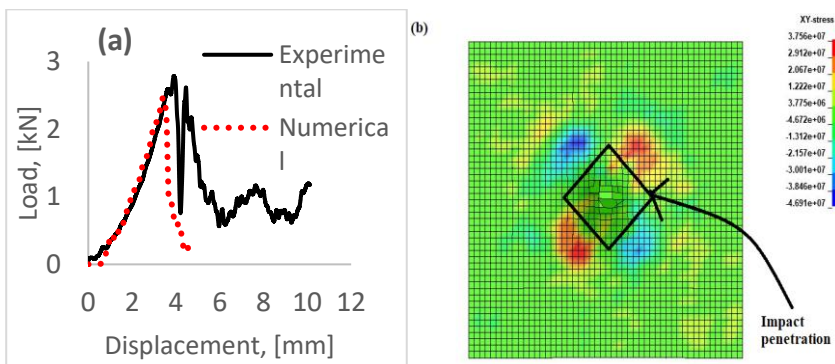 (a)
3
2
1
0
Load, [kN]
0 2 4 6 8 10 12
Displacement, [mm]
Experime
ntal
Numerica
l
(b)
XY-stress
3.756e+07
2.912e+07
2.067e+07
1.222e+07
3.775e+06
-4.672e+06
-1.312e+07
-2.157e+07
-3.001e+07
-3.846e+07
-4.691e+07
Impact
penetration